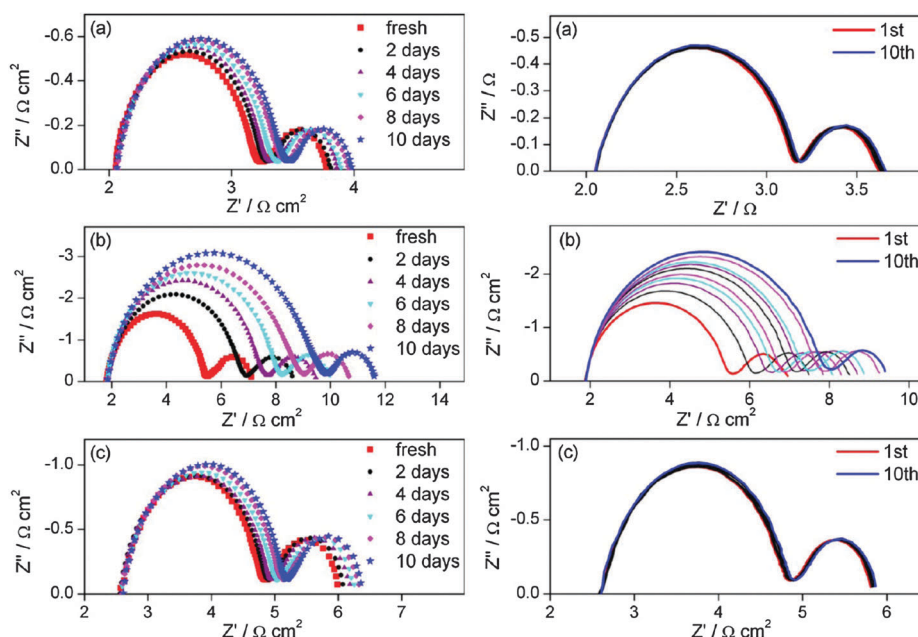 (a)
fresh
2 days
4 days
6 days
8 days
10 days
-0.6
-0.4
-0.2
0.0
Z" / Ω cm²
2
3
4
Z' / Ω cm²
(a)
1st
10th
-0.5
-0.4
-0.3
-0.2
-0.1
-0.0
Z" / Ω
2.0
2.5
3.0
3.5
Z' / Ω
(b)
fresh
2 days
4 days
6 days
8 days
10 days
-3
-2
-1
0
Z" / Ω cm²
2
3
4
5
6
7
8
9
10
11
12
14
Z' / Ω cm²
(b)
1st
10th
-2
-1
0
Z" / Ω cm²
2
4
6
8
10
Z' / Ω cm²
(c)
fresh
2 days
4 days
6 days
8 days
10 days
-1.0
-0.5
0.0
Z" / Ω cm²
2
3
4
5
6
7
Z' / Ω cm²
(c)
1st
10th
-1.0
-0.5
0.0
Z" / Ω cm²
2
3
4
5
6
Z' / Ω cm²